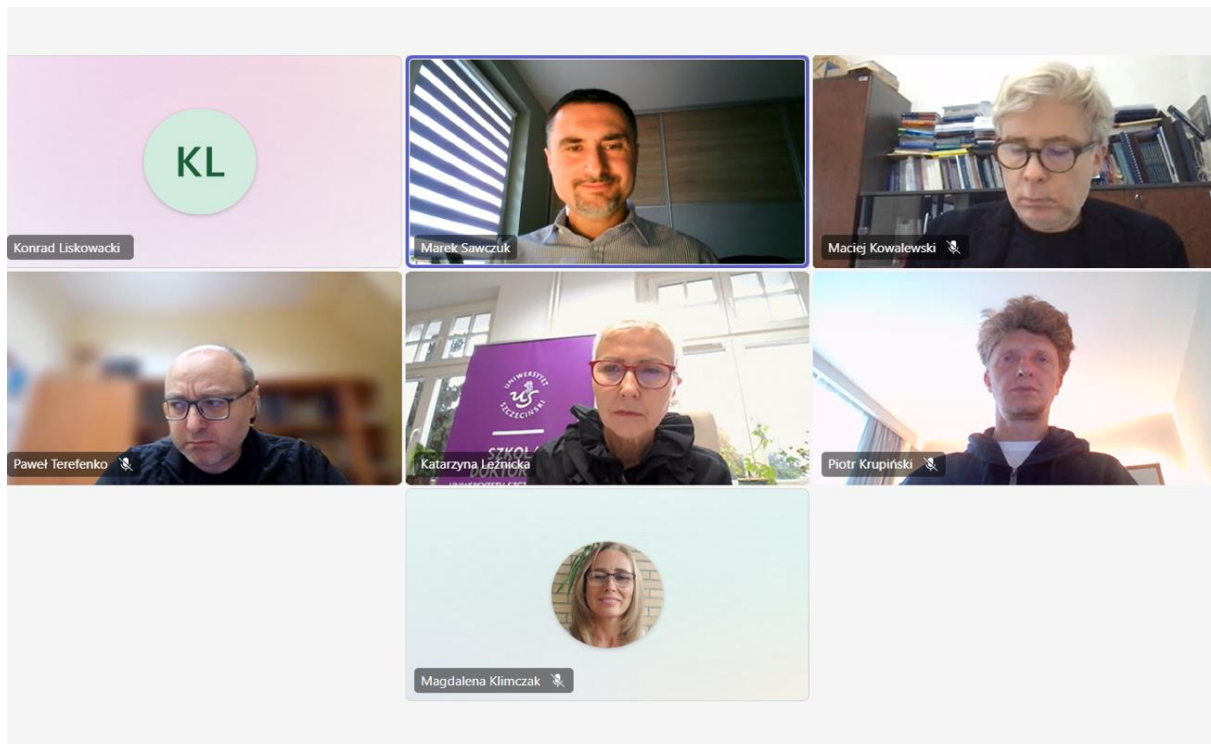 KL
Konrad Liskowacki
Marek Sawczuk
Maciej Kowalewski
Paweł Terefenko
UNIWERSYTET
SZCZECIŃSKI
US
SZKOŁA
DOKTOR
Katarzyna Leźnicka
Piotr Krupiński
Magdalena Klimczak